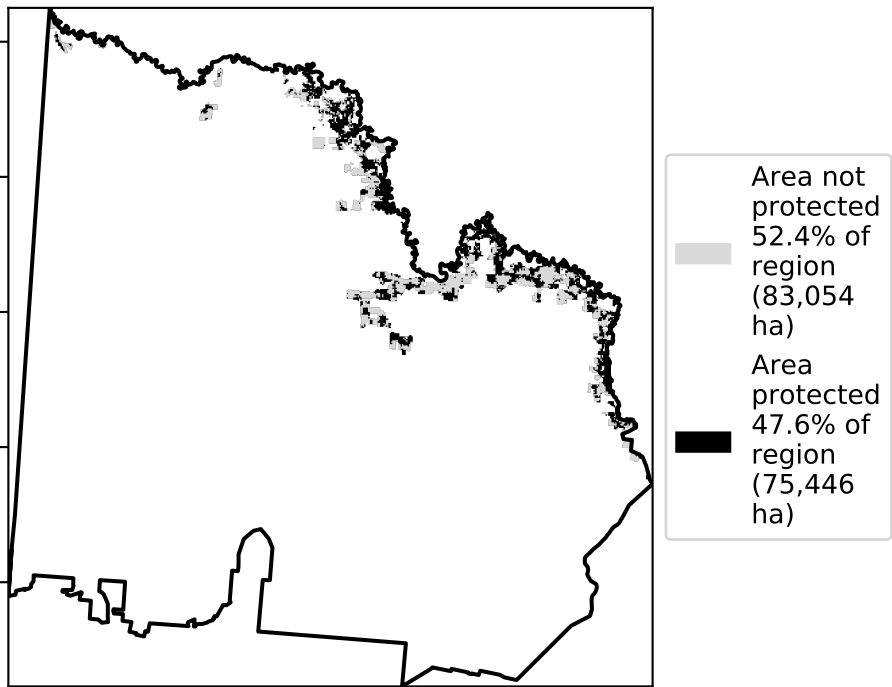 Area not
protected
52.4% of
region
(83,054
ha)
Area
protected
47.6% of
region
(75,446
ha)